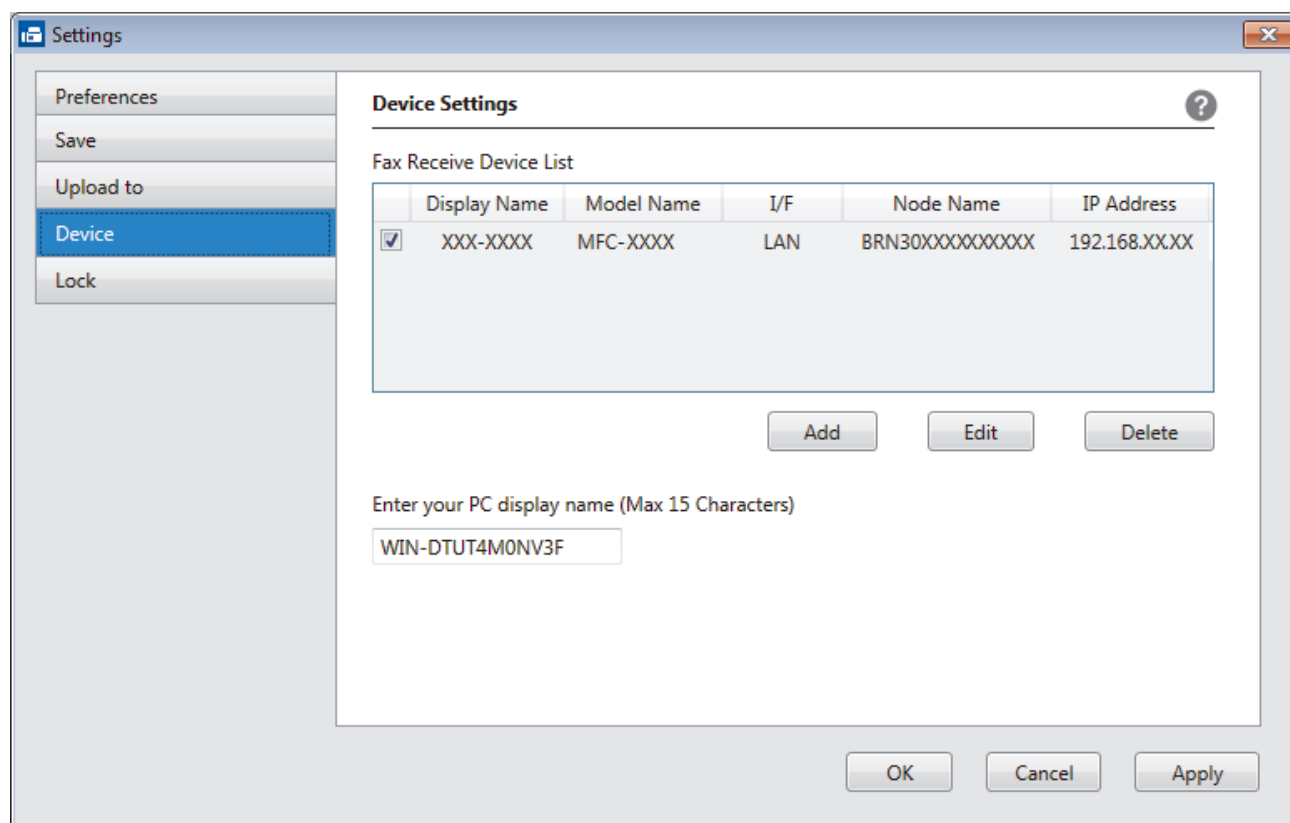 Settings
Preferences
Save
Upload to
Device
Lock
Device Settings
?
Fax Receive Device List
Display Name Model Name I/F Node Name IP Address
XXX-XXXX MFC-XXXX LAN BRN30XXXXXXXXXX 192.168.XX.XX
Add Edit Delete
Enter your PC display name (Max 15 Characters)
WIN-DTUT4M0NV3F
OK Cancel Apply